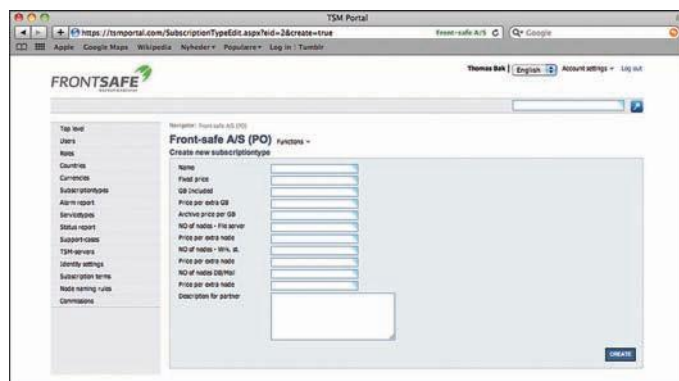 TSM Portal
https://tsmportal.com/SubscriptionTypeEdit.aspx?eid=2&create=true
Front-safe A/S
Google
Apple Google Maps Wikipedia Nyheder Populære Log in | Tumblr
FRONTSAFE
Thomas Bak | English Account settings Log out
Navigator: Front-safe A/S (PO)
Front-safe A/S (PO) Functions
Create new subscriptiontype
Top level
Users
Roles
Countries
Currencies
Subscriptiontypes
Alarm report
Servicetypes
Status report
Support-cases
TSM-servers
Identity settings
Subscription terms
Node naming rules
Commissions
Name
Fixed price
GB Included
Price per extra GB
Archive price per GB
NO of nodes - File server
Price per extra node
NO of nodes - Wrk. st.
Price per extra node
NO of nodes DB/Mail
Price per extra node
Description for partner
CREATE